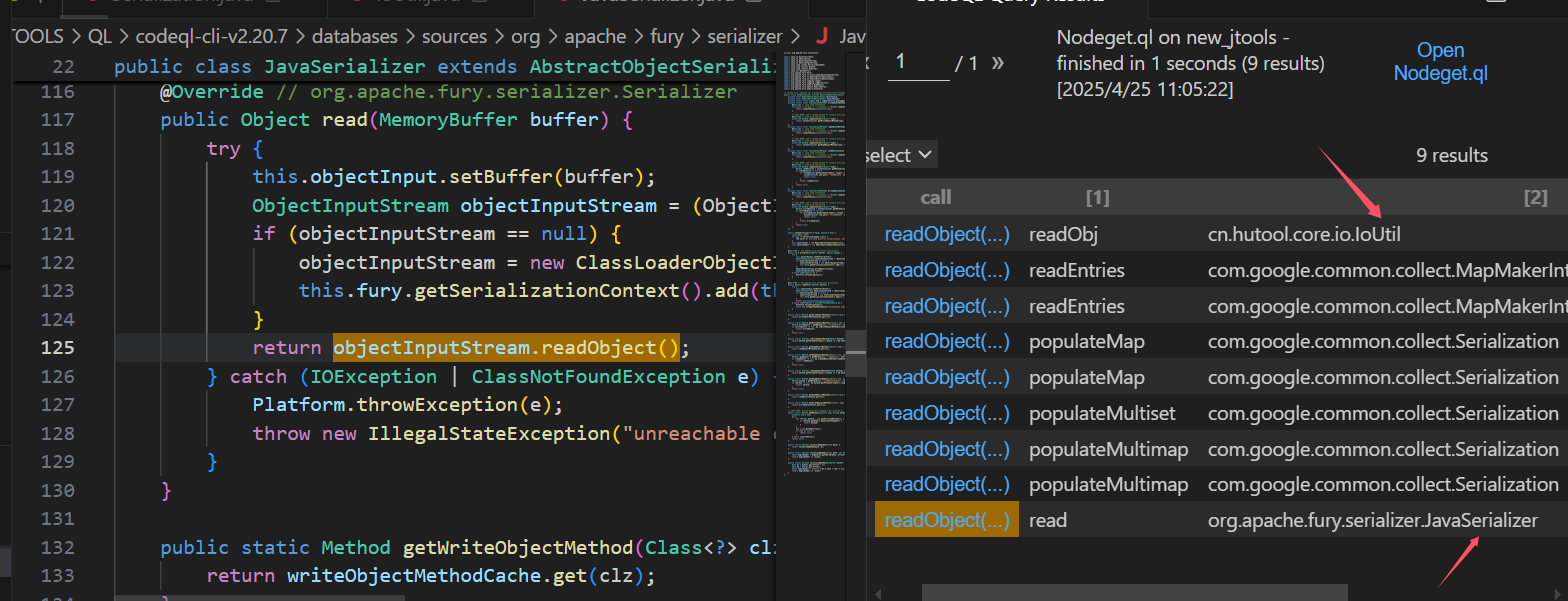 TOOLS > QL > codeql-cli-v2.20.7 > databases > sources > org > apache > fury > serializer > J Jav
22 public class JavaSerializer extends AbstractObjectSeriali
116 @Override // org.apache.fury.serializer.Serializer
117 public Object read(MemoryBuffer buffer) {
118 try {
119 this.objectInput.setBuffer(buffer);
120 ObjectInputStream objectInputStream = (ObjectI
121 if (objectInputStream == null) {
122 objectInputStream = new ClassLoaderObjectI
123 this.fury.getSerializationContext().add(th
124 }
125 return objectInputStream.readObject();
126 } catch (IOException | ClassNotFoundException e) {
127 Platform.throwException(e);
128 throw new IllegalStateException("unreachable c
129 }
130 }
131
132 public static Method getWriteObjectMethod(Class<?> clz
133 return writeObjectMethodCache.get(clz);
1 / 1 »
Nodeget.ql on new_jtools -
finished in 1 seconds (9 results)
[2025/4/25 11:05:22]
Open
Nodeget.ql
select
9 results
call [1] [2]
readObject(...) readObj cn.hutool.core.io.IoUtil
readObject(...) readEntries com.google.common.collect.MapMakerInt
readObject(...) readEntries com.google.common.collect.MapMakerInt
readObject(...) populateMap com.google.common.collect.Serialization
readObject(...) populateMap com.google.common.collect.Serialization
readObject(...) populateMultiset com.google.common.collect.Serialization
readObject(...) populateMultimap com.google.common.collect.Serialization
readObject(...) populateMultimap com.google.common.collect.Serialization
readObject(...) read org.apache.fury.serializer.JavaSerializer